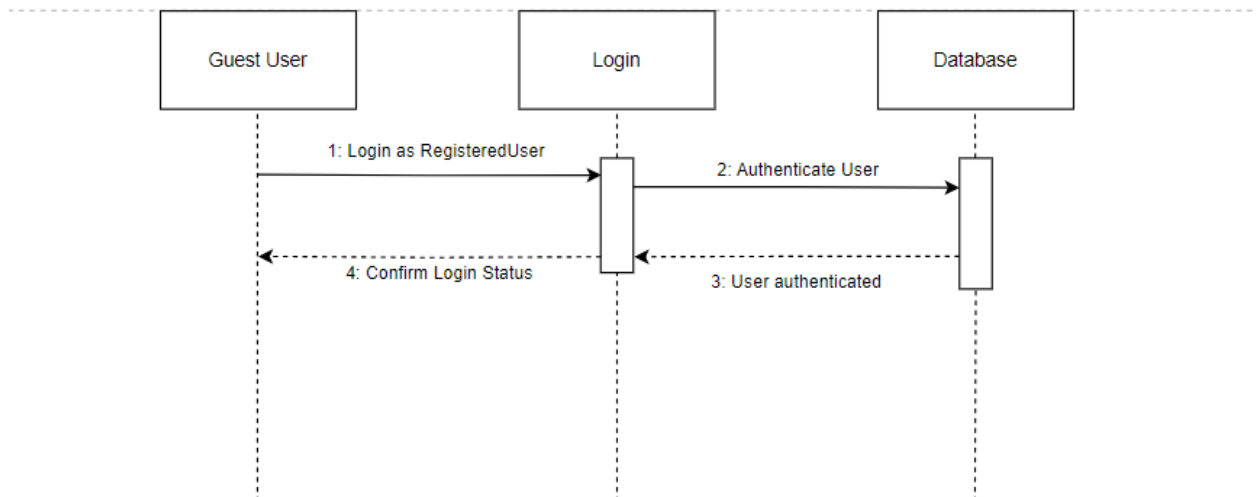 Guest User
Login
Database
1: Login as RegisteredUser
2: Authenticate User
4: Confirm Login Status
3: User authenticated